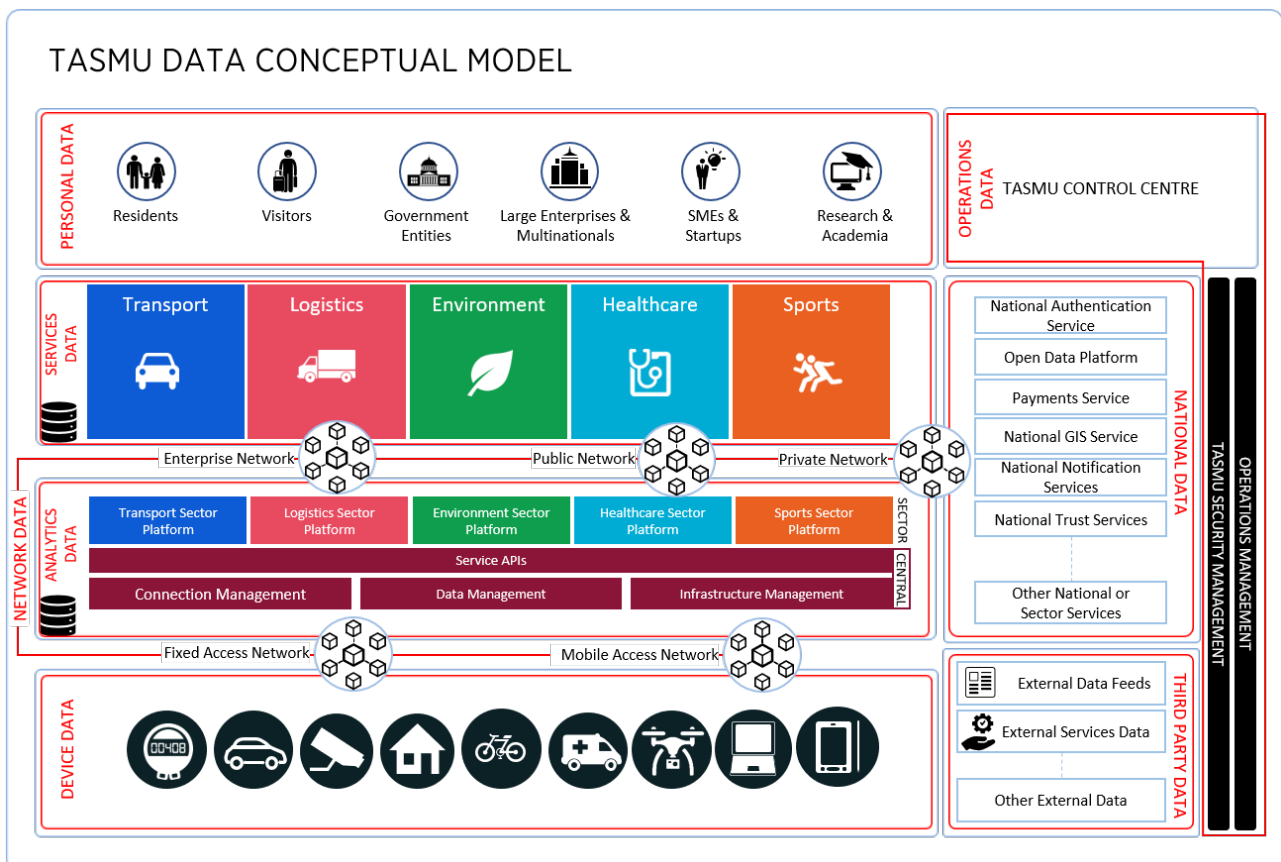 TASMU DATA CONCEPTUAL MODEL
PERSONAL DATA
Residents
Visitors
Government
Entities
Large Enterprises &
Multinationals
SMEs &
Startups
Research &
Academia
OPERATIONS
DATA
TASMU CONTROL CENTRE
SERVICES
DATA
Transport
Logistics
Environment
Healthcare
Sports
Enterprise Network
Public Network
Private Network
NETWORK DATA
ANALYTICS
DATA
Transport Sector
Platform
Logistics Sector
Platform
Environment Sector
Platform
Healthcare Sector
Platform
Sports Sector
Platform
SECTOR
Service APIs
CENTRAL
Connection Management
Data Management
Infrastructure Management
Fixed Access Network
Mobile Access Network
DEVICE DATA
00408
National Authentication
Service
Open Data Platform
Payments Service
National GIS Service
National Notification
Services
National Trust Services
Other National or
Sector Services
NATIONAL DATA
External Data Feeds
External Services Data
Other External Data
THIRD PARTY DATA
TASMU SECURITY MANAGEMENT
OPERATIONS MANAGEMENT